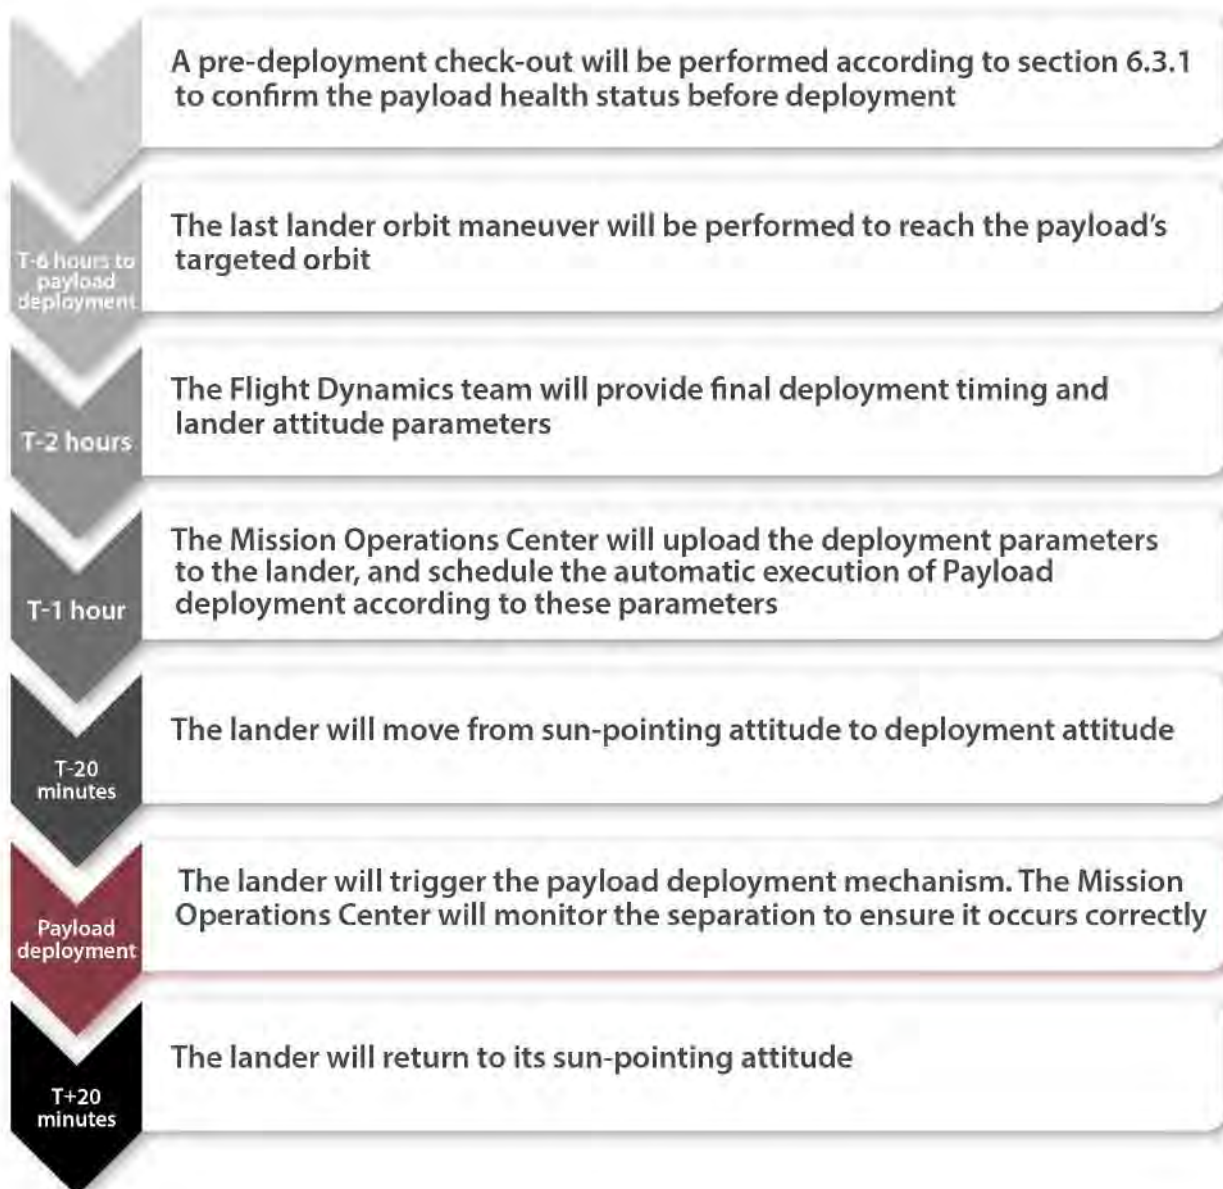 A pre-deployment check-out will be performed according to section 6.3.1
to confirm the payload health status before deployment
T-6 hours to
payload
deployment
The last lander orbit maneuver will be performed to reach the payload's
targeted orbit
T-2 hours
The Flight Dynamics team will provide final deployment timing and
lander attitude parameters
T-1 hour
The Mission Operations Center will upload the deployment parameters
to the lander, and schedule the automatic execution of Payload
deployment according to these parameters
T-20
minutes
The lander will move from sun-pointing attitude to deployment attitude
Payload
deployment
The lander will trigger the payload deployment mechanism. The Mission
Operations Center will monitor the separation to ensure it occurs correctly
T+20
minutes
The lander will return to its sun-pointing attitude